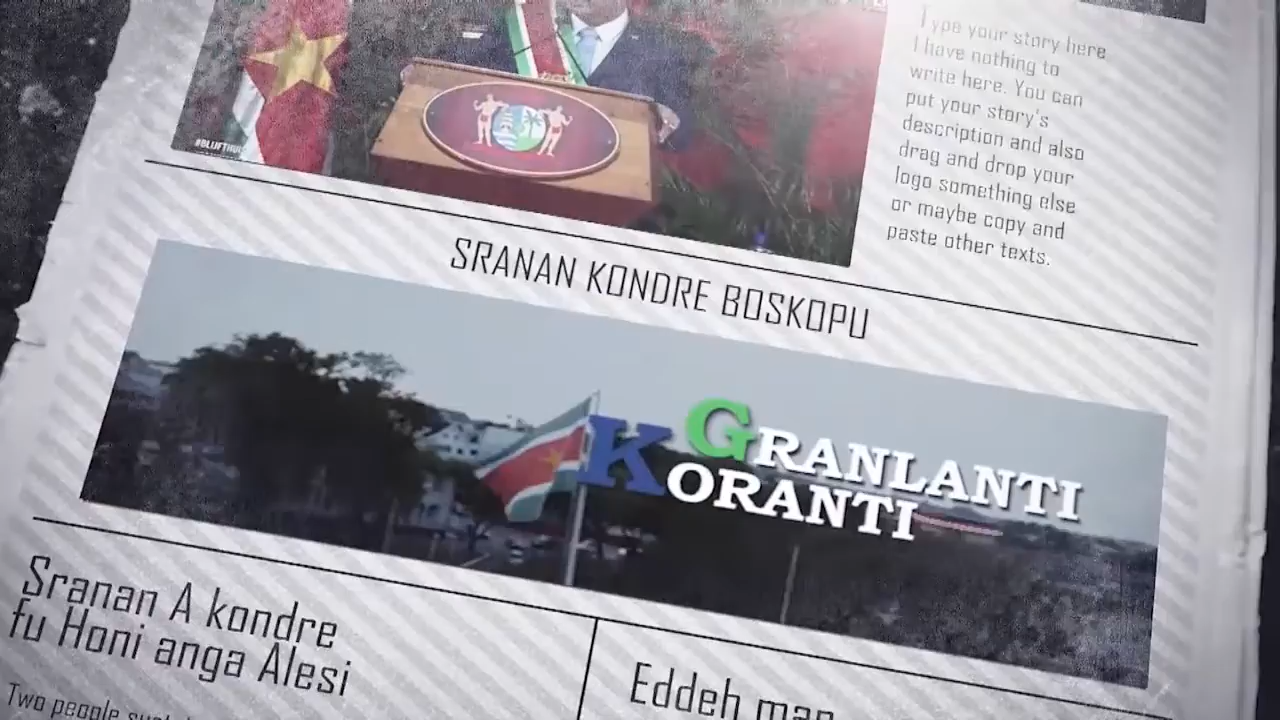 Type your story here
I have nothing to
write here. You can
put your story's
description and also
drag and drop your
logo something else
or maybe copy and
paste other texts.
SRANAN KONDRE BOSKOPU
GRANLANTI
KORANTI
Sranan A kondre
fu Honi anga Alesi
Eddeh man
Two people